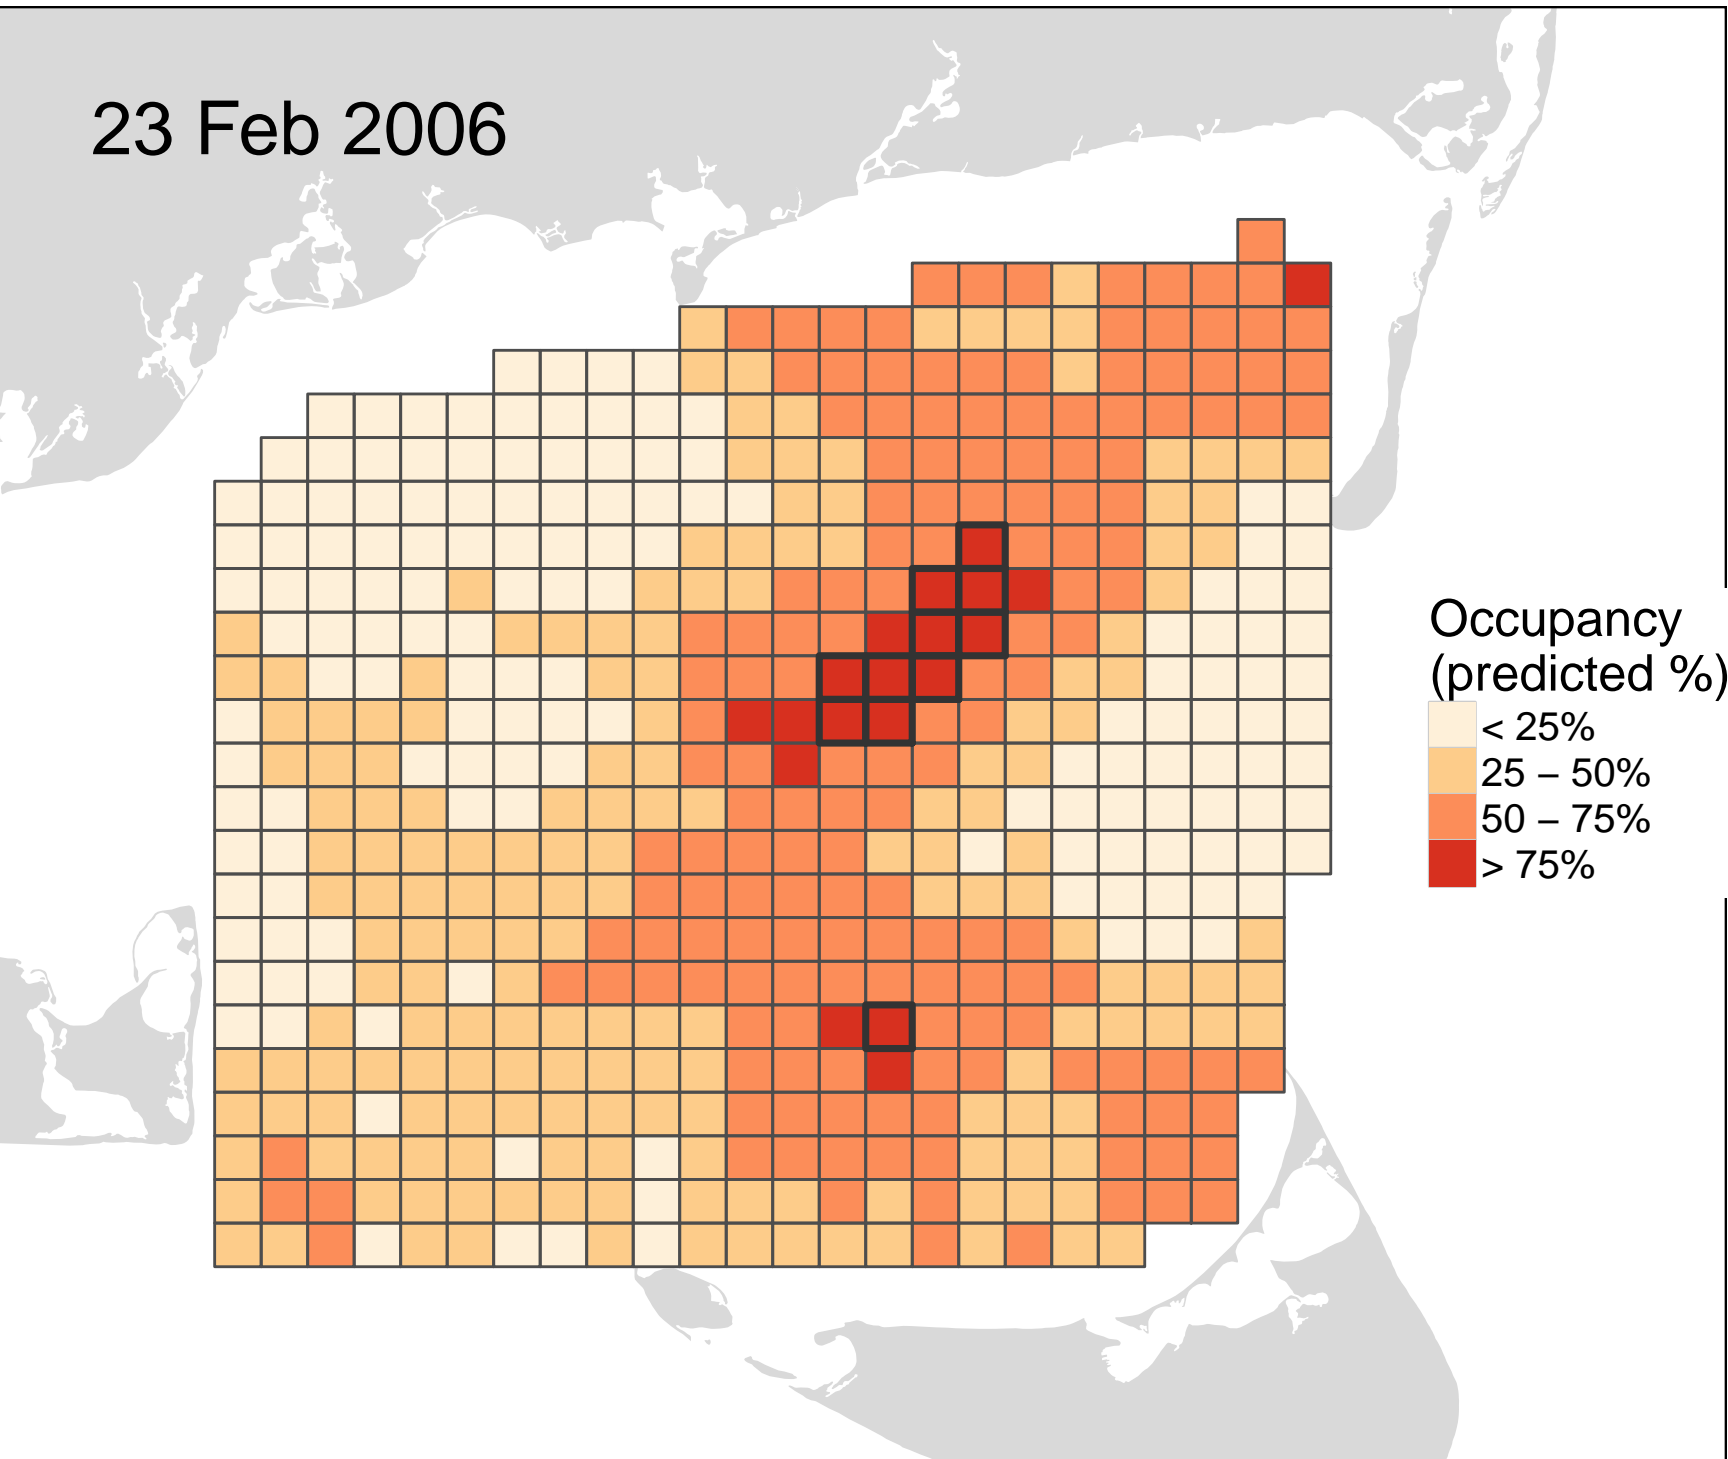 23 Feb 2006
Occupancy
(predicted %)
< 25%
25 – 50%
50 – 75%
> 75%